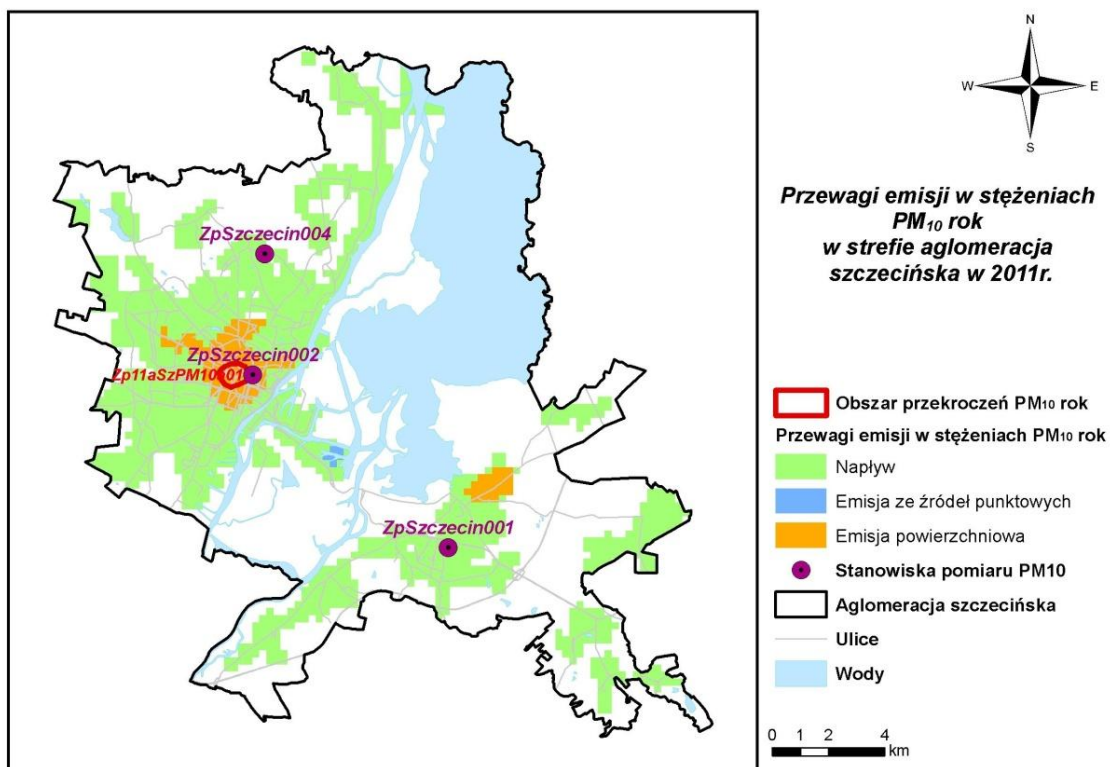 N
W E
S
Przewagi emisji w stężeniach
PM10 rok
w strefie aglomeracja
szczecińska w 2011r.
ZpSzczecin004
ZpSzczecin002
Zp11aSzPM10a01
ZpSzczecin001
Obszar przekroczeń PM10 rok
Przewagi emisji w stężeniach PM10 rok
Napływ
Emisja ze źródeł punktowych
Emisja powierzchniowa
Stanowiska pomiaru PM10
Aglomeracja szczecińska
Ulice
Wody
0 1 2 4
km